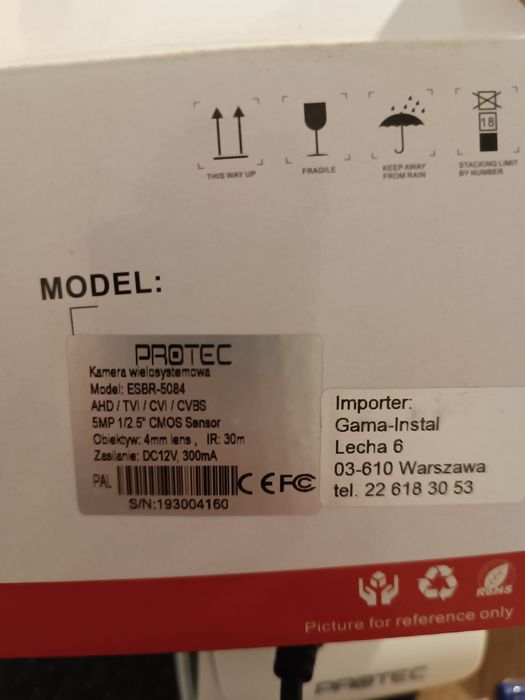 THIS WAY UP
FRAGILE
KEEP AWAY
FROM RAIN
18
STACKING LIMIT
BY NUMBER
MODEL:
PROTEC
Kamera wielosystemowa
Model: ESBR-5084
AHD / TVI / CVI / CVBS
5MP 1/2.5" CMOS Sensor
Obiektyw: 4mm lens , IR: 30m
Zasilanie: DC12V, 300mA
PAL CE FC
S/N:193004160
Importer:
Gama-Instal
Lecha 6
03-610 Warszawa
tel. 22 618 30 53
RoHS
Picture for reference only
PROTEC